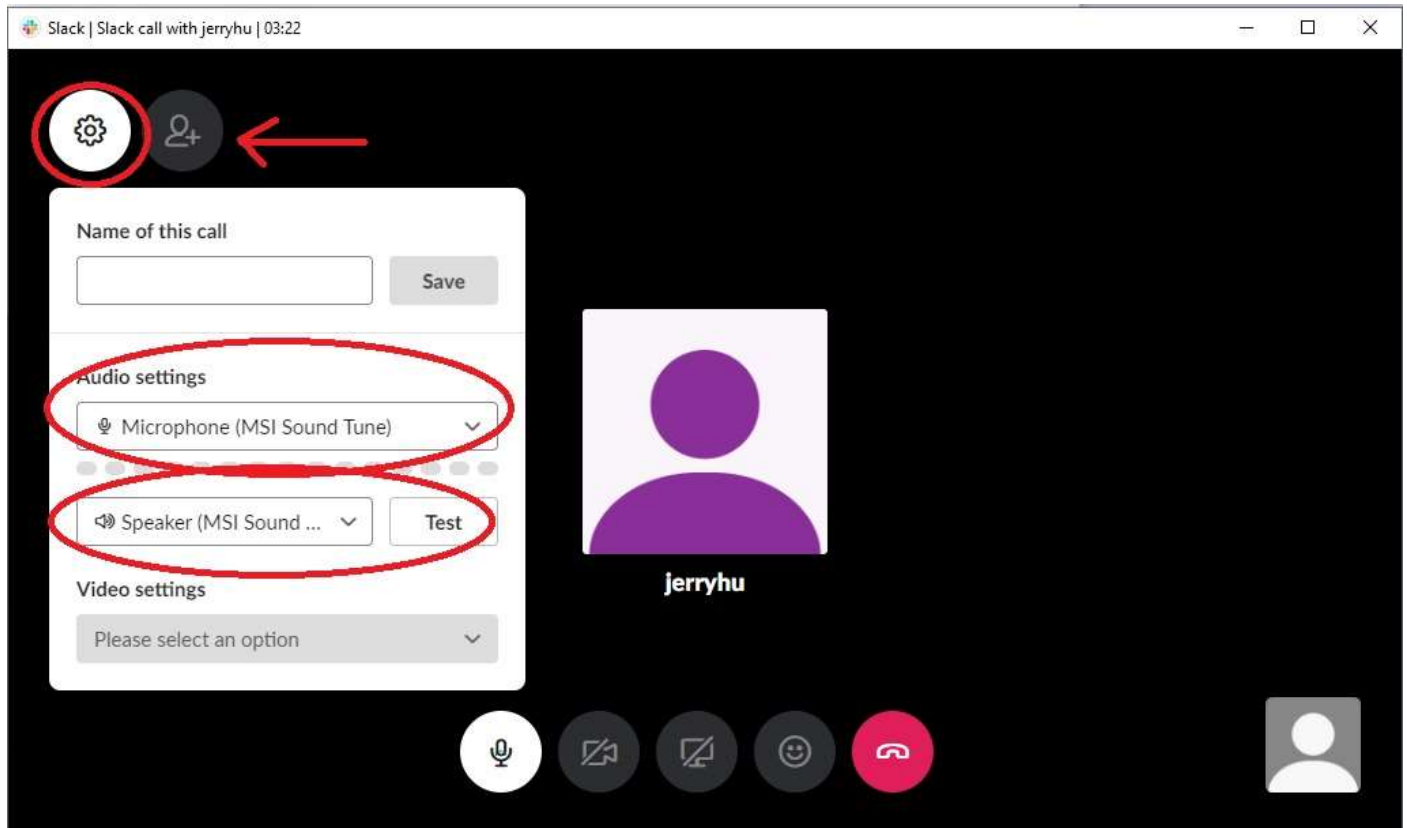 Slack | Slack call with jerryhu | 03:22
Name of this call
Save
Audio settings
Microphone (MSI Sound Tune)
Speaker (MSI Sound ... Test
Video settings
Please select an option
jerryhu